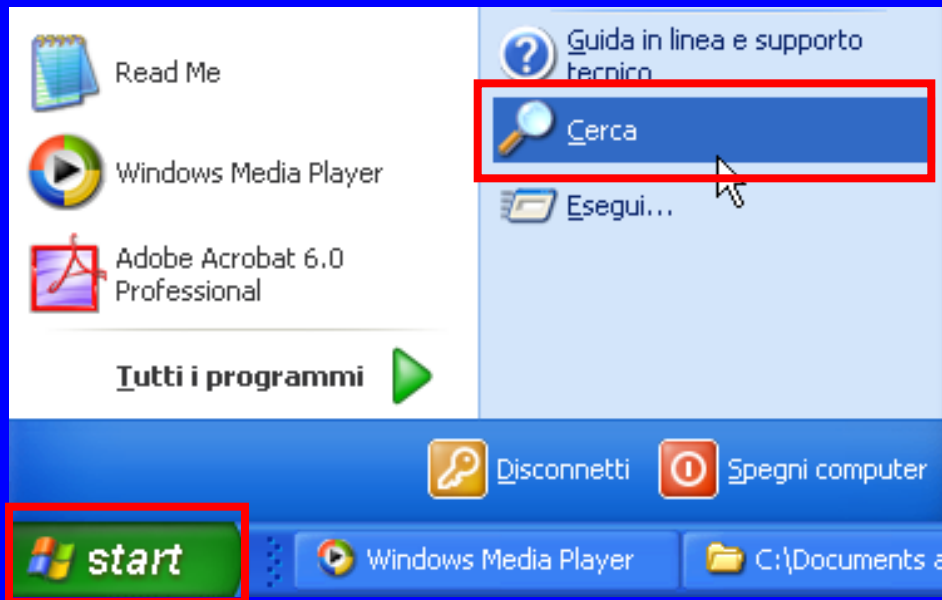 Read Me
Windows Media Player
Adobe Acrobat 6.0
Professional
Tutti i programmi
Guida in linea e supporto
tecnico
Cerca
Esegui...
Disconnetti
Spegni computer
start
Windows Media Player
C:\Documents a